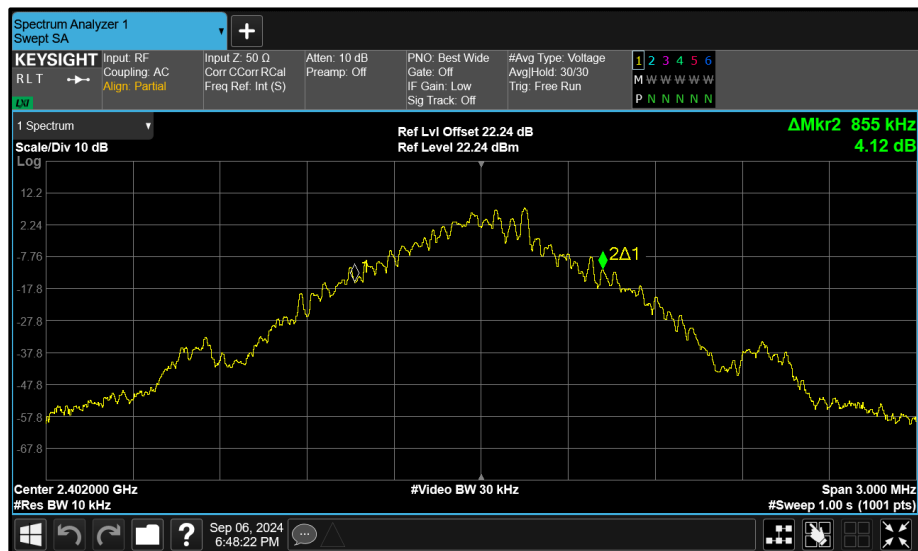 Spectrum Analyzer 1
Swept SA
KEYSIGHT
R L T
LXI
Input: RF
Coupling: AC
Align: Partial
Input Z: 50 Ω
Corr CCorr RCal
Freq Ref: Int (S)
Atten: 10 dB
Preamp: Off
PNO: Best Wide
Gate: Off
IF Gain: Low
Sig Track: Off
#Avg Type: Voltage
Avg|Hold: 30/30
Trig: Free Run
1 2 3 4 5 6
M W W W W W
P N N N N N
1 Spectrum
Scale/Div 10 dB
Log
Ref Lvl Offset 22.24 dB
Ref Level 22.24 dBm
ΔMkr2 855 kHz
4.12 dB
12.2
2.24
-7.76
-17.8
-27.8
-37.8
-47.8
-57.8
-67.8
1
2Δ1
Center 2.402000 GHz
#Res BW 10 kHz
#Video BW 30 kHz
Span 3.000 MHz
#Sweep 1.00 s (1001 pts)
Sep 06, 2024
6:48:22 PM